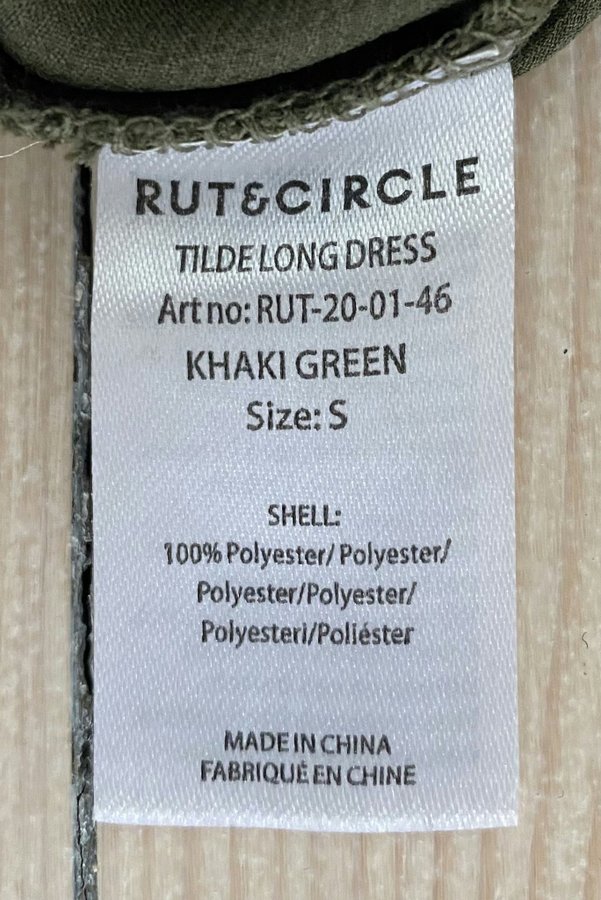 RUT&CIRCLE
TILDE LONG DRESS
Art no: RUT-20-01-46
KHAKI GREEN
Size: S
SHELL:
100% Polyester/ Polyester/
Polyester/Polyester/
Polyesteri/Poliéster
MADE IN CHINA
FABRIQUÉ EN CHINE